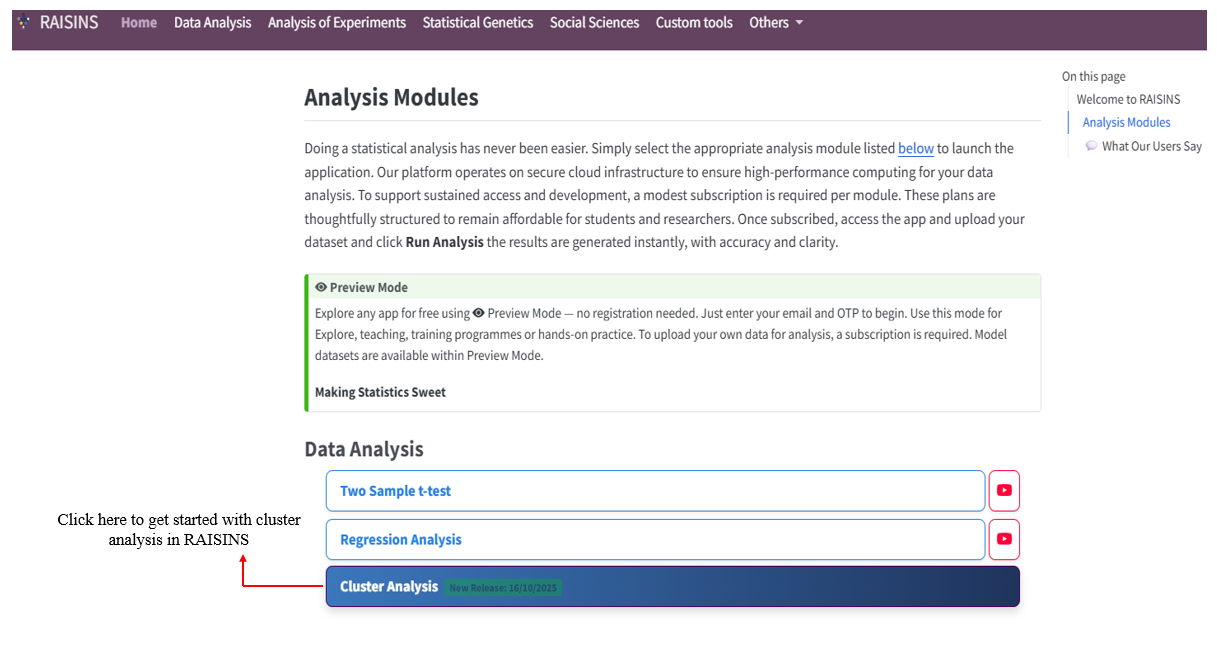 RAISINS Home Data Analysis Analysis of Experiments Statistical Genetics Social Sciences Custom tools Others
On this page
Welcome to RAISINS
Analysis Modules
What Our Users Say
Analysis Modules
Doing a statistical analysis has never been easier. Simply select the appropriate analysis module listed below to launch the
application. Our platform operates on secure cloud infrastructure to ensure high-performance computing for your data
analysis. To support sustained access and development, a modest subscription is required per module. These plans are
thoughtfully structured to remain affordable for students and researchers. Once subscribed, access the app and upload your
dataset and click Run Analysis the results are generated instantly, with accuracy and clarity.
Preview Mode
Explore any app for free using Preview Mode — no registration needed. Just enter your email and OTP to begin. Use this mode for
Explore, teaching, training programmes or hands-on practice. To upload your own data for analysis, a subscription is required. Model
datasets are available within Preview Mode.
Making Statistics Sweet
Data Analysis
Two Sample t-test
Regression Analysis
Click here to get started with cluster
analysis in RAISINS
Cluster Analysis New Release: 16/10/2025